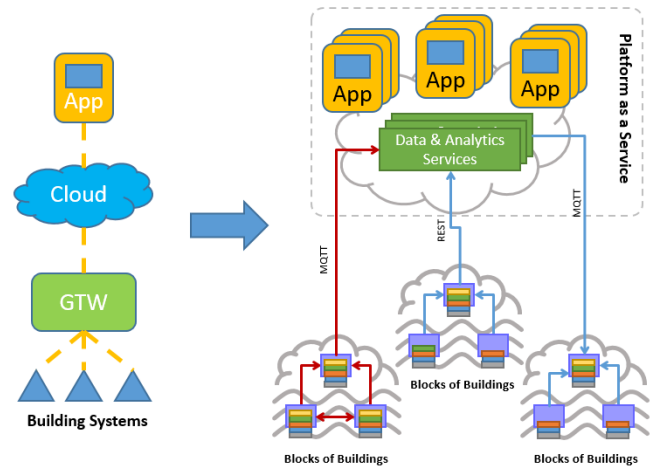 App
Cloud
GTW
Building Systems
Platform as a Service
App
App
App
Data & Analytics
Services
MQTT
REST
MQTT
Blocks of Buildings
Blocks of Buildings
Blocks of Buildings